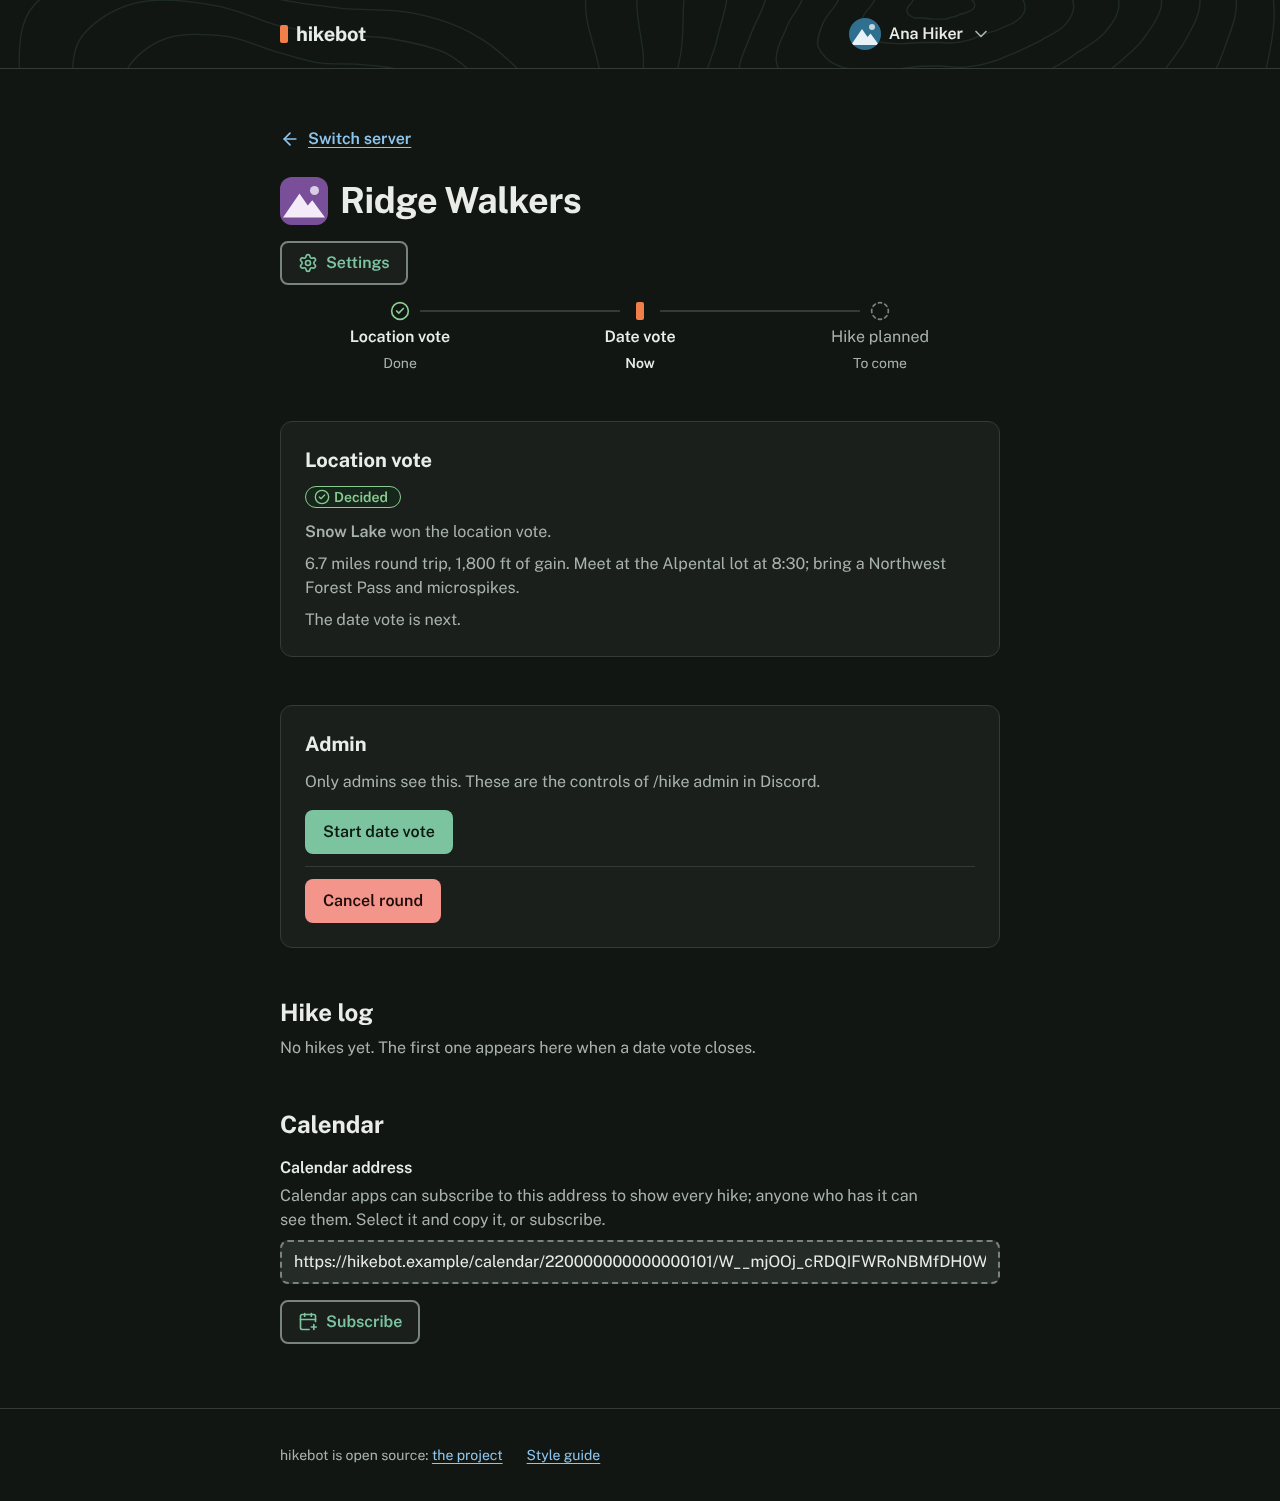 hikebot
Ana Hiker
Switch server
Ridge Walkers
Settings
Location vote
Done
Date vote
Now
Hike planned
To come
Location vote
Decided
Snow Lake won the location vote.
6.7 miles round trip, 1,800 ft of gain. Meet at the Alpental lot at 8:30; bring a Northwest
Forest Pass and microspikes.
The date vote is next.
Admin
Only admins see this. These are the controls of /hike admin in Discord.
Start date vote
Cancel round
Hike log
No hikes yet. The first one appears here when a date vote closes.
Calendar
Calendar address
Calendar apps can subscribe to this address to show every hike; anyone who has it can
see them. Select it and copy it, or subscribe.
https://hikebot.example/calendar/220000000000000101/W__mjOOj_cRDQIFWRoNBMfDH0W
Subscribe
hikebot is open source: the project
Style guide